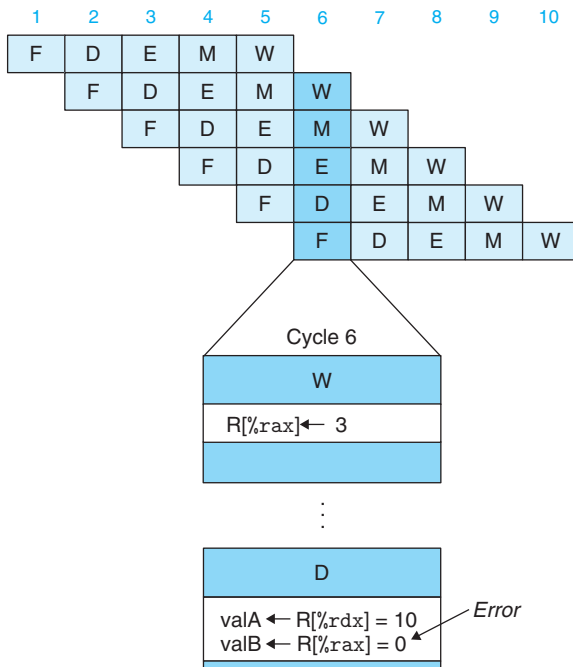 1 2 3 4 5 6 7 8 9 10
F D E M W
F D E M W
F D E M W
F D E M W
F D E M W
F D E M W
Cycle 6
W
R[%rax] ← 3
D
Error
valA ← R[%rdx] = 10
valB ← R[%rax] = 0